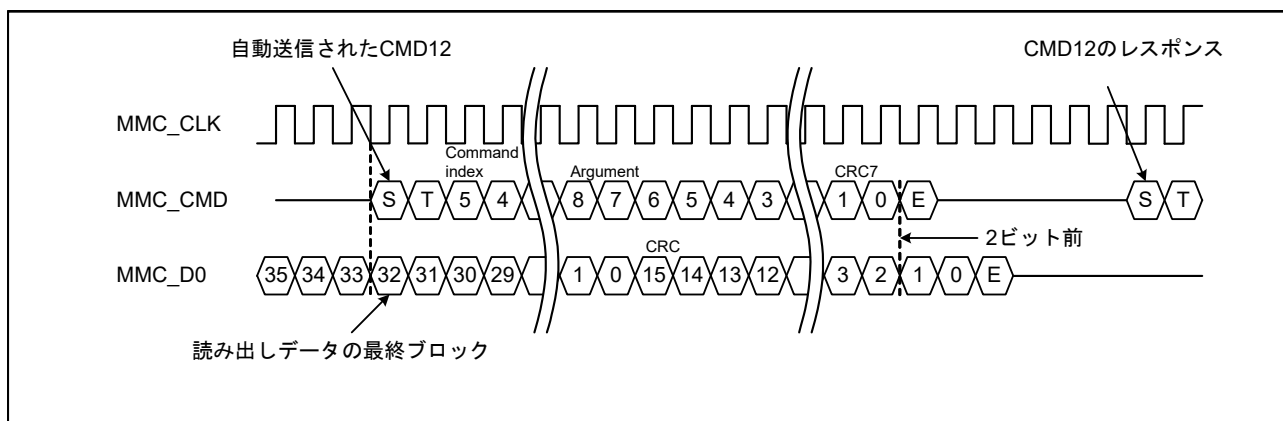 自動送信されたCMD12
CMD12のレスポンス
MMC_CLK
Command
index
Argument
CRC7
MMC_CMD
S T 5 4 8 7 6 5 4 3 1 0 E S T
2ビット前
CRC
MMC_D0
35 34 33 32 31 30 29 1 0 15 14 13 12 3 2 1 0 E
読み出しデータの最終ブロック